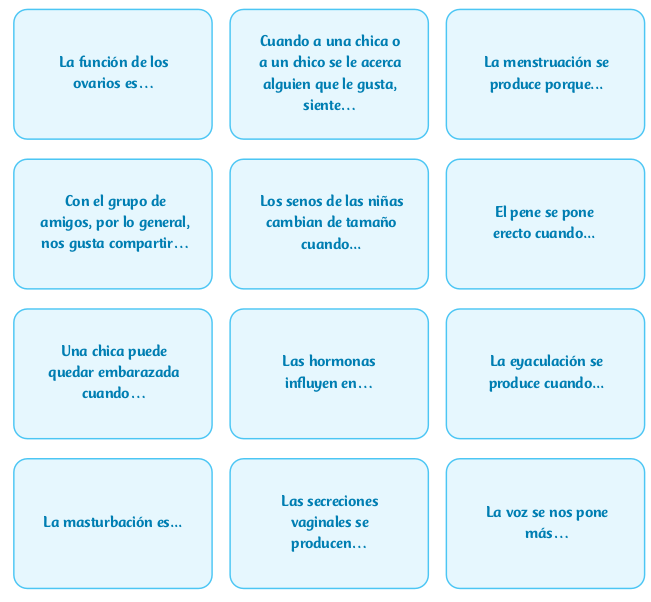 La función de los
ovarios es...
Cuando a una chica o
a un chico se le acerca
alguien que le gusta,
siente...
La menstruación se
produce porque...
Con el grupo de
amigos, por lo general,
nos gusta compartir...
Los senos de las niñas
cambian de tamaño
cuando...
El pene se pone
erecto cuando...
Una chica puede
quedar embarazada
cuando...
Las hormonas
influyen en...
La eyaculación se
produce cuando...
La masturbación es...
Las secreciones
vaginales se
producen...
La voz se nos pone
más...